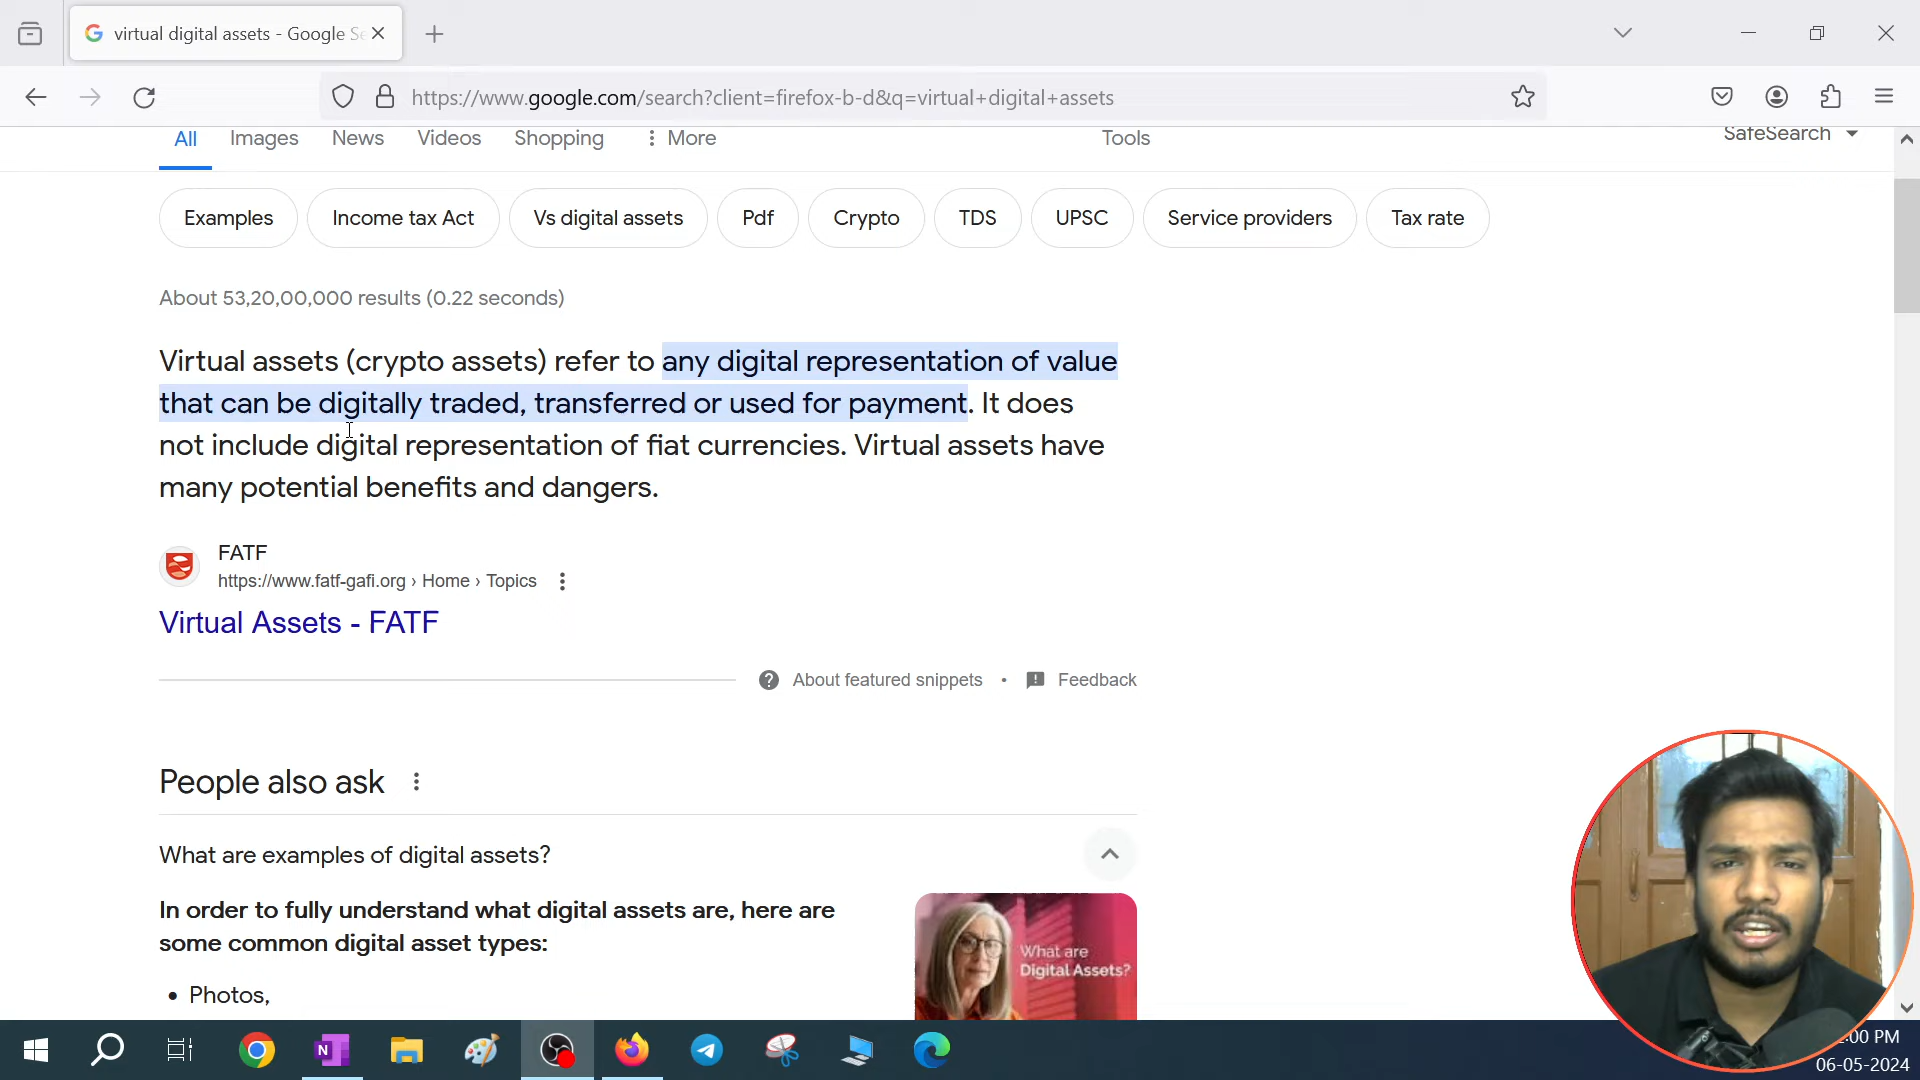 virtual digital assets - Google Se
https://www.google.com/search?client=firefox-b-d&q=virtual+digital+assets
All Images News Videos Shopping More Tools SafeSearch
Examples Income tax Act Vs digital assets Pdf Crypto TDS UPSC Service providers Tax rate
About 53,20,00,000 results (0.22 seconds)
Virtual assets (crypto assets) refer to any digital representation of value
that can be digitally traded, transferred or used for payment. It does
not include digital representation of fiat currencies. Virtual assets have
many potential benefits and dangers.
FATF
https://www.fatf-gafi.org › Home › Topics
Virtual Assets - FATF
About featured snippets • Feedback
People also ask
What are examples of digital assets?
In order to fully understand what digital assets are, here are
some common digital asset types:
What are
Digital Assets?
• Photos,
:00 PM
06-05-2024